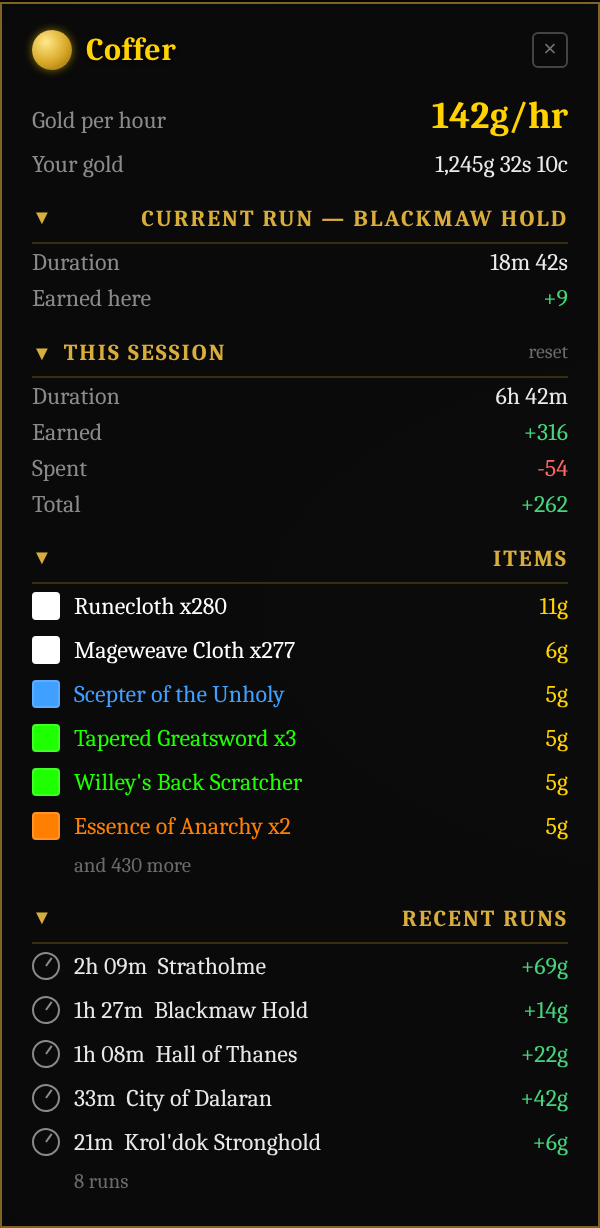 Coffer ×
Gold per hour 142g/hr
Your gold 1,245g 32s 10c
▼ CURRENT RUN — BLACKMAW HOLD
Duration 18m 42s
Earned here +9
▼ THIS SESSION reset
Duration 6h 42m
Earned +316
Spent -54
Total +262
▼ ITEMS
Runecloth x280 11g
Mageweave Cloth x277 6g
Scepter of the Unholy 5g
Tapered Greatsword x3 5g
Willey's Back Scratcher 5g
Essence of Anarchy x2 5g
and 430 more
▼ RECENT RUNS
2h 09m Stratholme +69g
1h 27m Blackmaw Hold +14g
1h 08m Hall of Thanes +22g
33m City of Dalaran +42g
21m Krol'dok Stronghold +6g
8 runs